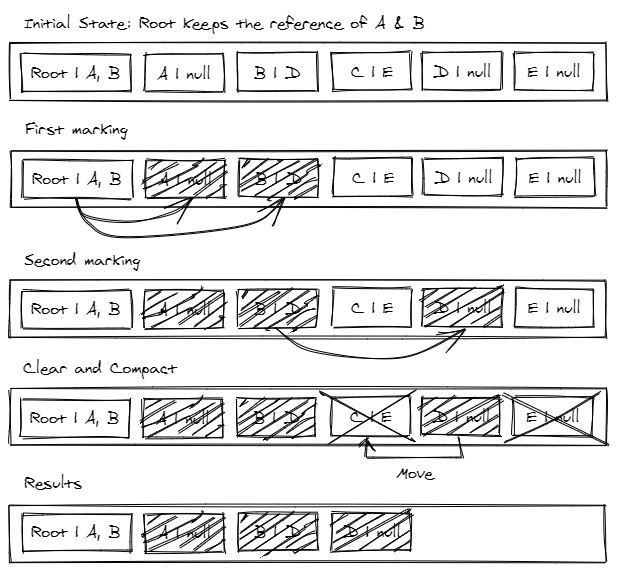 Initial State: Root keeps the reference of A & B
Root | A, B A | null B | D C | E D | null E | null
First marking
Root | A, B A | null B | D C | E D | null E | null
Second marking
Root | A, B A | null B | D C | E D | null E | null
Clear and Compact
Root | A, B A | null B | D C | E D | null E | null
Move
Results
Root | A, B A | null B | D D | null